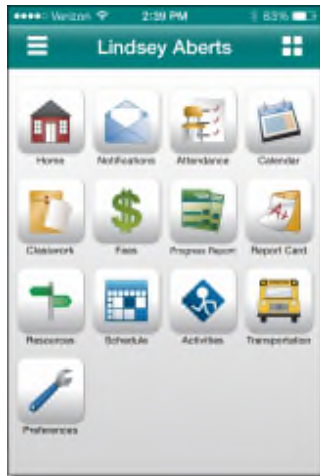 Verizon 2:39 PM 63%
Lindsey Aberts
Home Notifications Attendance Calendar
Classwork Fees Progress Report Report Card
A+
Resources Schedule Activities Transportation
Preferences